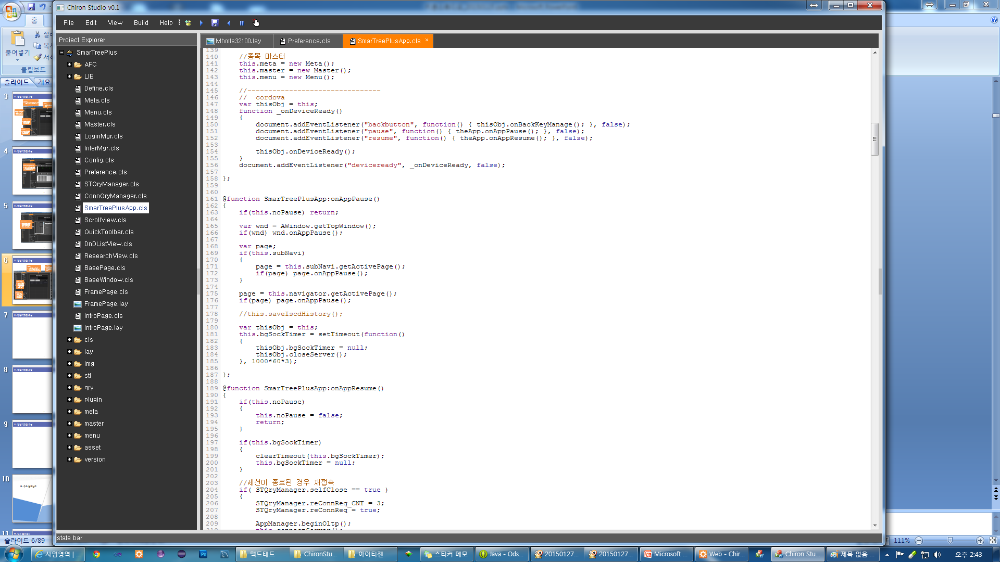 Chiron Studio v0.1
File Edit View Build Help
홈
붙여넣기
클립보드
슬라이드 개요
Project Explorer
SmarTreePlus
AFC
LIB
Define.cls
Meta.cls
Menu.cls
Master.cls
LoginMgr.cls
InterMgr.cls
Config.cls
Preference.cls
STQryManager.cls
ConnQryManager.cls
SmarTreePlusApp.cls
ScrollView.cls
QuickToolbar.cls
DnDListView.cls
ResearchView.cls
BasePage.cls
BaseWindow.cls
FramePage.cls
FramePage.lay
IntroPage.cls
IntroPage.lay
cls
lay
img
stl
qry
plugin
meta
master
menu
asset
version
Mhmts32100.lay Preference.cls SmarTreePlusApp.cls ×
139
140 //종목 마스터
141 this.meta = new Meta();
142 this.master = new Master();
143 this.menu = new Menu();
144
145 //--------------------------------
146 // cordova
147 var thisObj = this;
148 function _onDeviceReady()
149 {
150 document.addEventListener("backbutton", function() { thisObj.onBackKeyManage(); }, false);
151 document.addEventListener("pause", function() { theApp.onAppPause(); }, false);
152 document.addEventListener("resume", function() { theApp.onAppResume(); }, false);
153
154 thisObj.onDeviceReady();
155 }
156 document.addEventListener("deviceready", _onDeviceReady, false);
157
158 };
159
160
161 @function SmarTreePlusApp:onAppPause()
162 {
163 if(this.noPause) return;
164
165 var wnd = AWindow.getTopWindow();
166 if(wnd) wnd.onAppPause();
167
168 var page;
169 if(this.subNavi)
170 {
171 page = this.subNavi.getActivePage();
172 if(page) page.onAppPause();
173 }
174
175 page = this.navigator.getActivePage();
176 if(page) page.onAppPause();
177
178 //this.saveIscdHistory();
179
180 var thisObj = this;
181 this.bgSockTimer = setTimeout(function()
182 {
183 thisObj.bgSockTimer = null;
184 thisObj.closeServer();
185 }, 1000*60*3);
186
187 };
188
189 @function SmarTreePlusApp:onAppResume()
190 {
191 if(this.noPause)
192 {
193 this.noPause = false;
194 return;
195 }
196
197 if(this.bgSockTimer)
198 {
199 clearTimeout(this.bgSockTimer);
200 this.bgSockTimer = null;
201 }
202
203 //세션이 종료된 경우 재접속
204 if( STQryManager.selfClose == true )
205 {
206 STQryManager.reConnReq_CNT = 3;
207 STQryManager.reConnReq = true;
208
209 AppManager.beginOltp();
3
4
5
6
7
8
9
10
11
state bar
슬라이드 6/89
111%
사업영역 | ...
맥드테드
ChironStu...
아이티젠
스티커 메모
Java - Ods...
20150127...
20150127...
Microsoft ...
Web - Chir...
Chiron Stu...
제목 없음 ...
오후 2:43